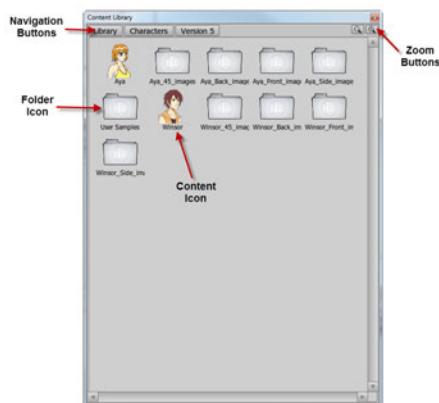 Content Library
Navigation
Buttons
Library Characters Version 5
Zoom
Buttons
Aya Aya_45_images Aya_Back_Image Aya_Front_Image Aya_Side_Image
Folder
Icon
User Samples Winsor Winsor_45_imag Winsor_Back_im Winsor_Front_im
Winsor_Side_im
Content
Icon